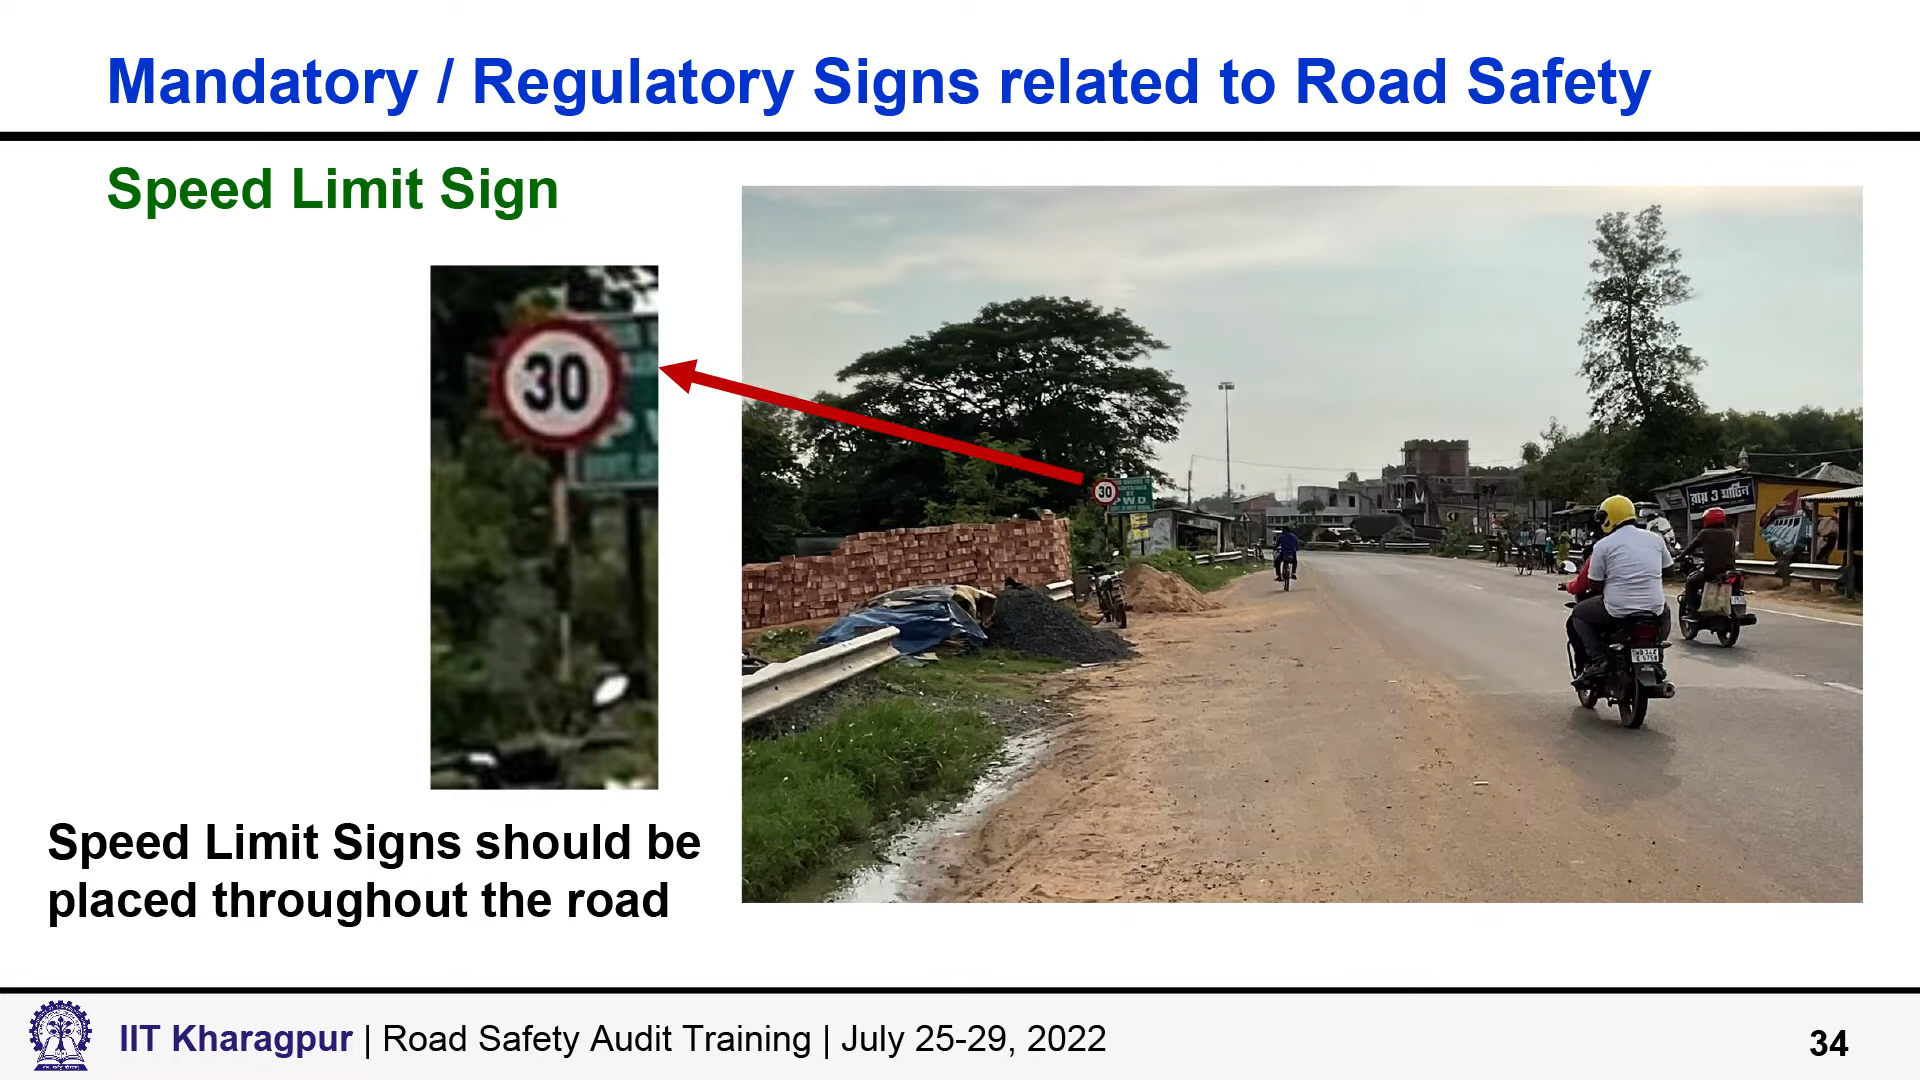 Mandatory / Regulatory Signs related to Road Safety
Speed Limit Sign
30
30
WD
রায় ও মার্টিন
Speed Limit Signs should be
placed throughout the road
IIT Kharagpur | Road Safety Audit Training | July 25-29, 2022
34